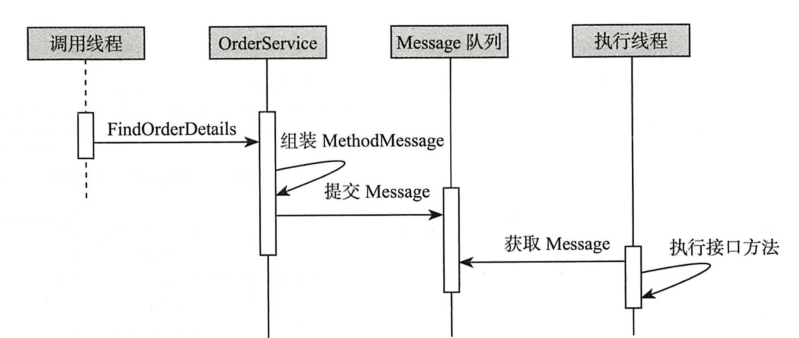 调用线程
OrderService
Message 队列
执行线程
FindOrderDetails
组装 MethodMessage
提交 Message
获取 Message
执行接口方法